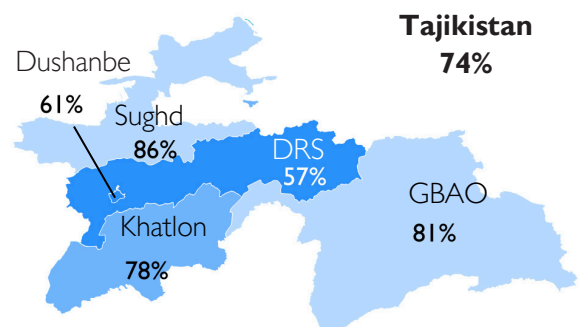 Tajikistan
74%
Dushanbe
61%
Sughd
86%
DRS
57%
GBAO
81%
Khatlon
78%